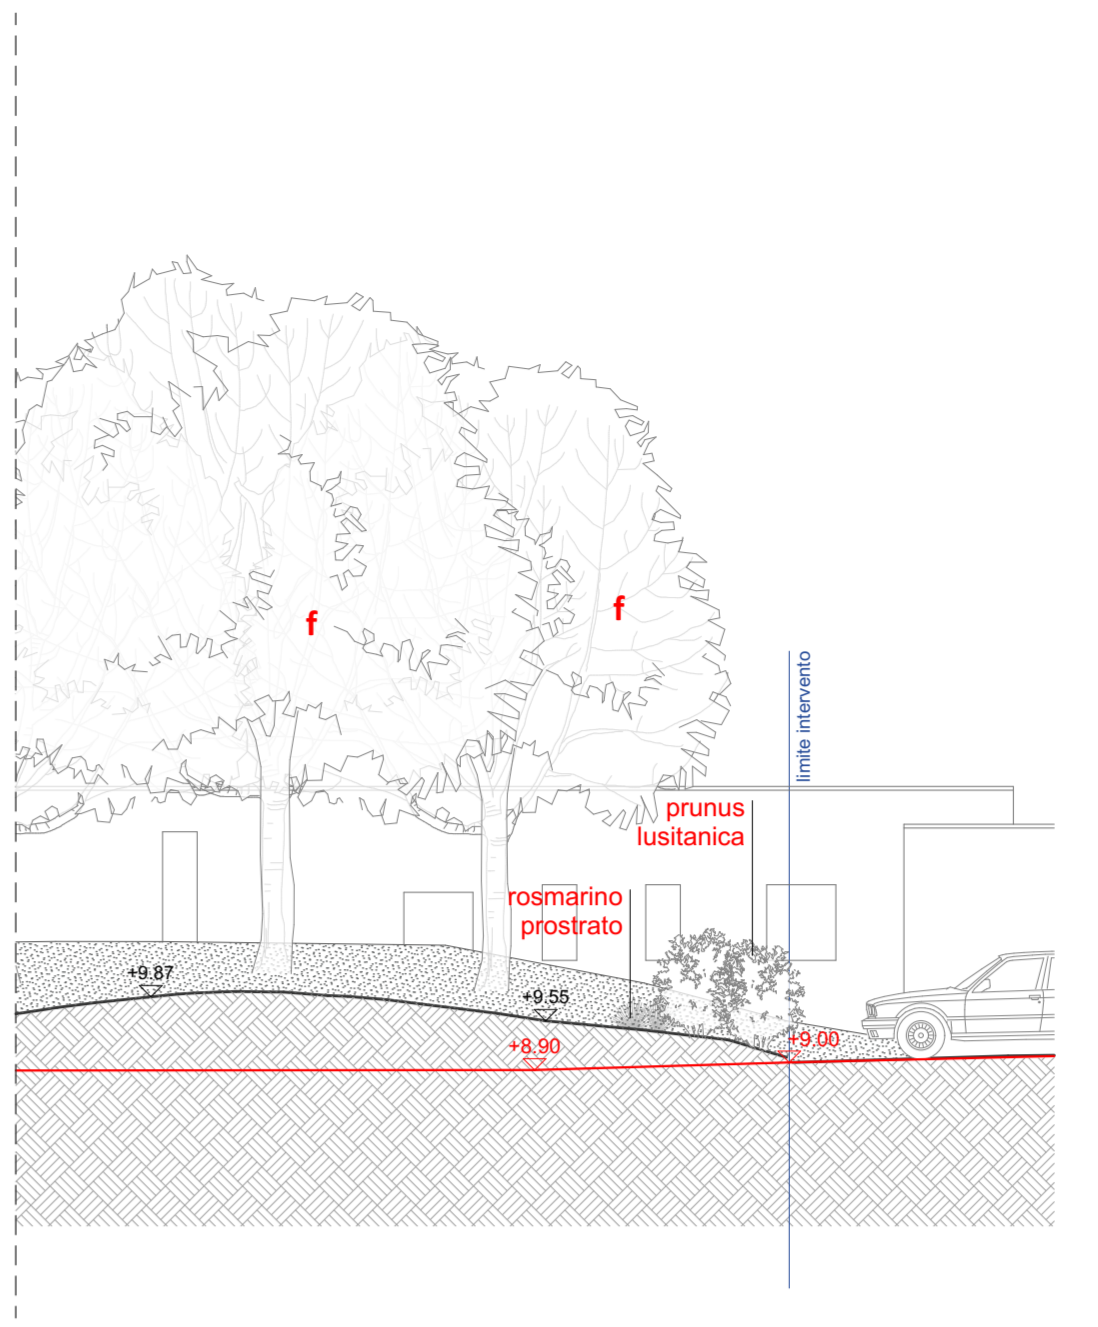 f
f
limite intervento
prunus
lusitanica
rosmarino
prostrato
+9.87
+9.55
+8.90
+9.00